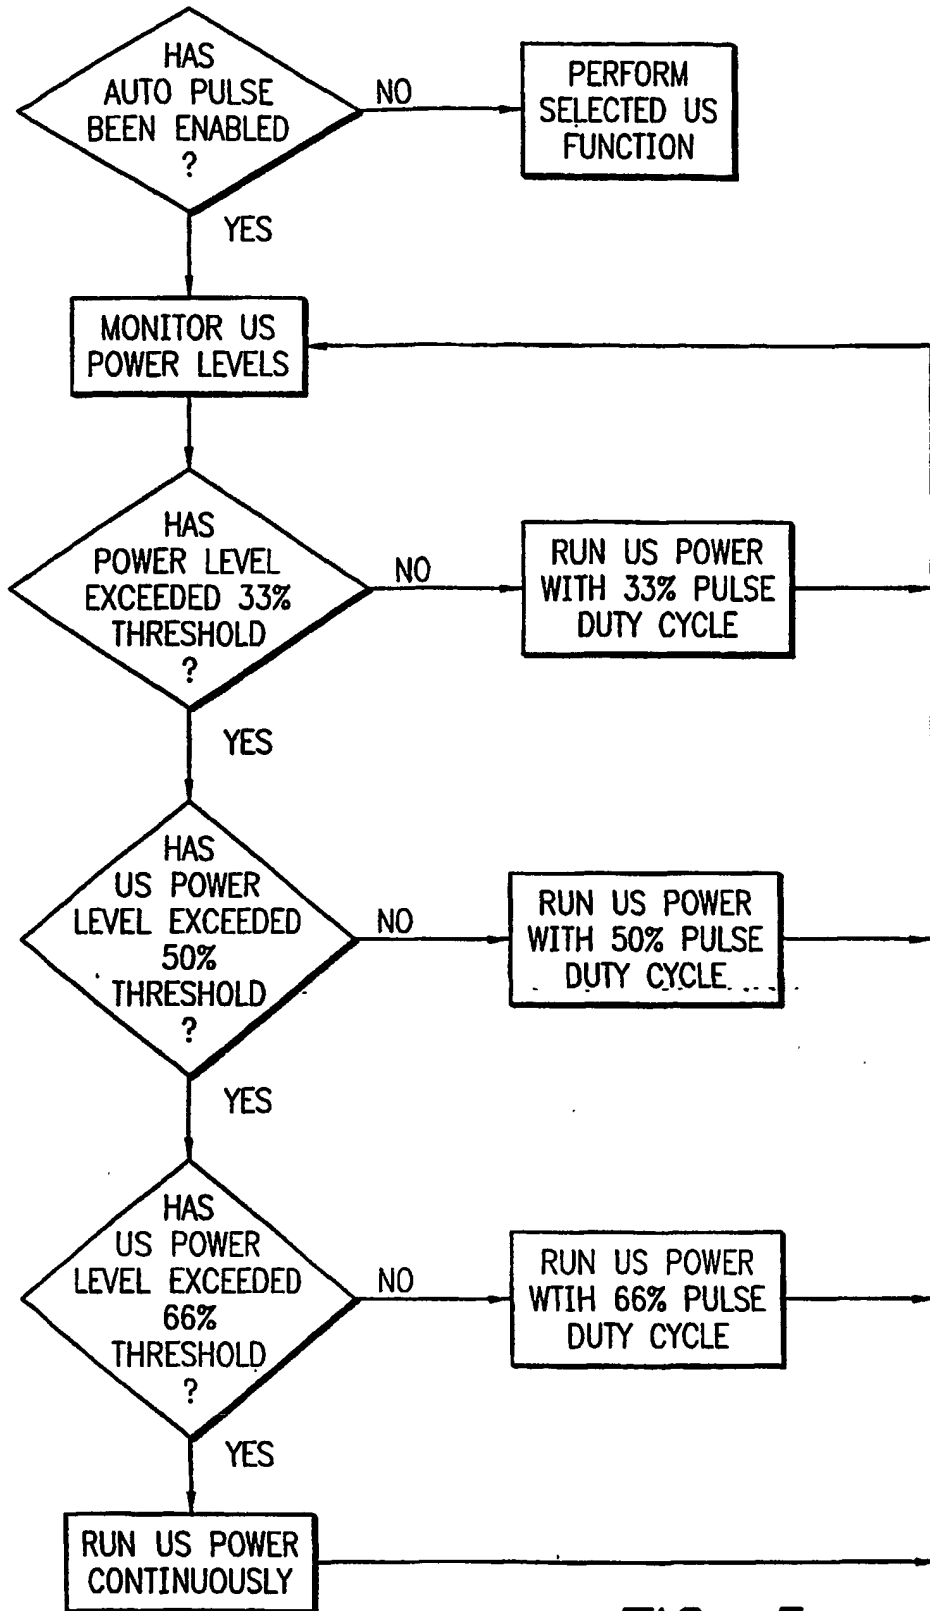 HAS
AUTO PULSE
BEEN ENABLED
?
NO
PERFORM
SELECTED US
FUNCTION
YES
MONITOR US
POWER LEVELS
HAS
POWER LEVEL
EXCEEDED 33%
THRESHOLD
?
NO
RUN US POWER
WITH 33% PULSE
DUTY CYCLE
YES
HAS
US POWER
LEVEL EXCEEDED
50%
THRESHOLD
?
NO
RUN US POWER
WITH 50% PULSE
DUTY CYCLE
YES
HAS
US POWER
LEVEL EXCEEDED
66%
THRESHOLD
?
NO
RUN US POWER
WTIH 66% PULSE
DUTY CYCLE
YES
RUN US POWER
CONTINUOUSLY